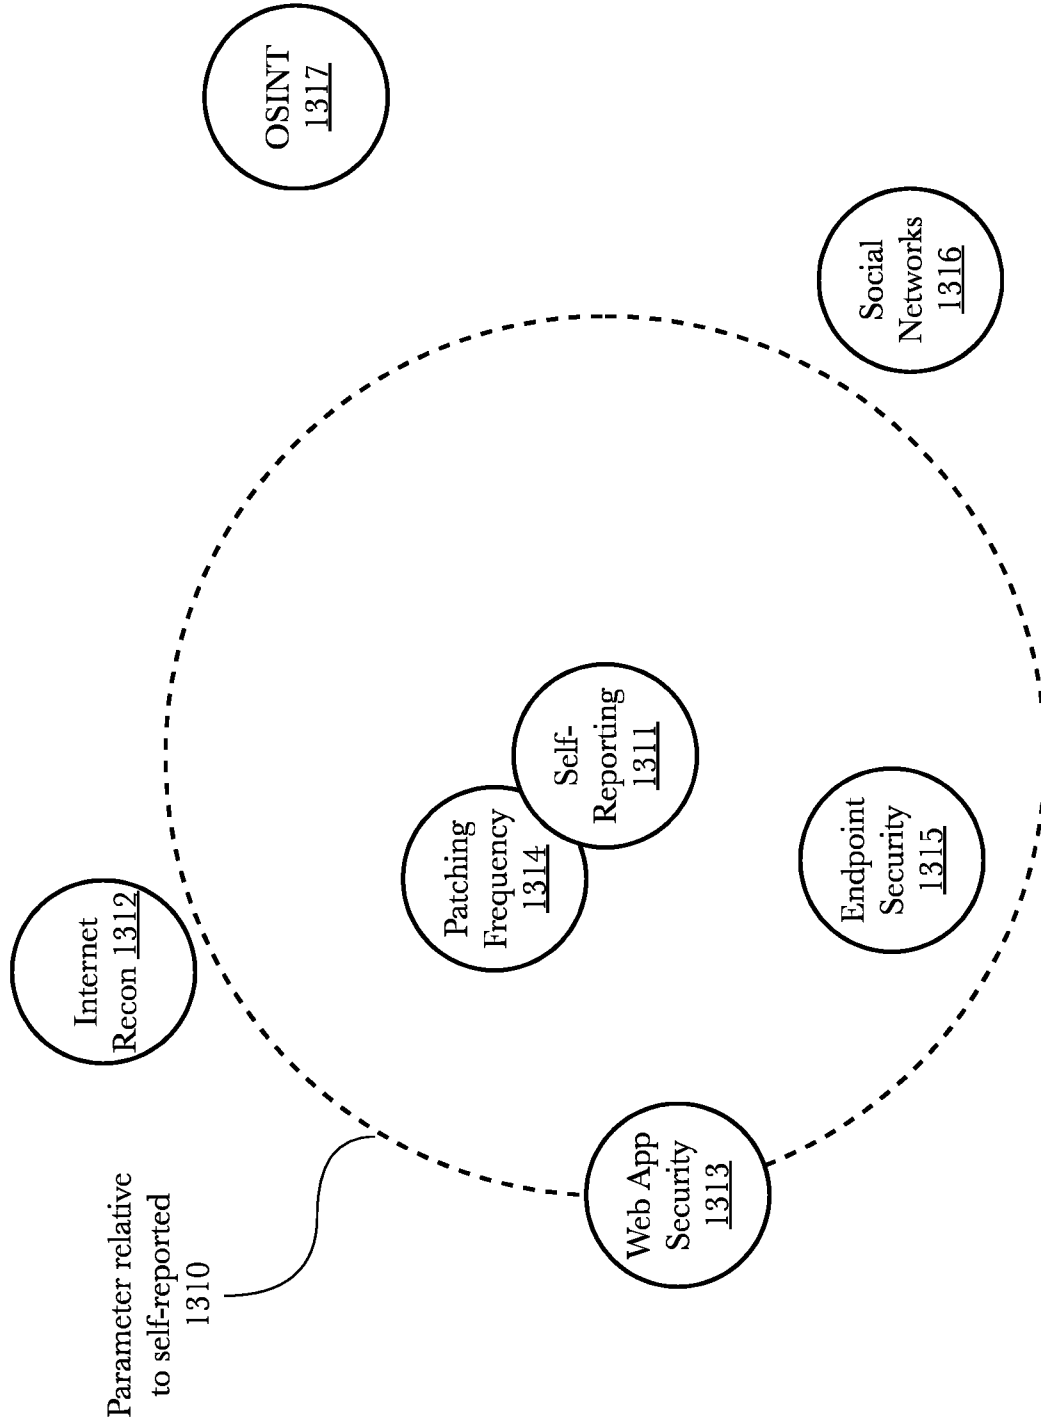 Parameter relative
to self-reported
1310
Internet
Recon 1312
OSINT
1317
Patching
Frequency
1314
Self-
Reporting
1311
Web App
Security
1313
Endpoint
Security
1315
Social
Networks
1316